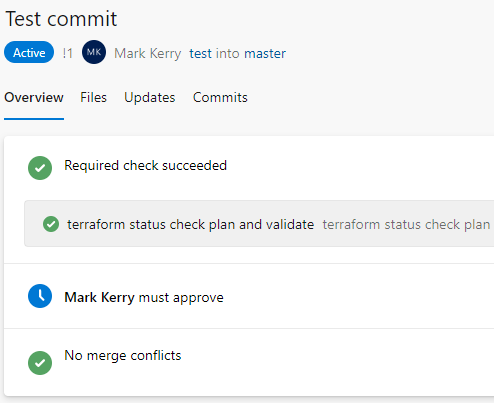 Test commit
Active !1 MK Mark Kerry test into master
Overview Files Updates Commits
Required check succeeded
terraform status check plan and validate terraform status check plan
Mark Kerry must approve
No merge conflicts